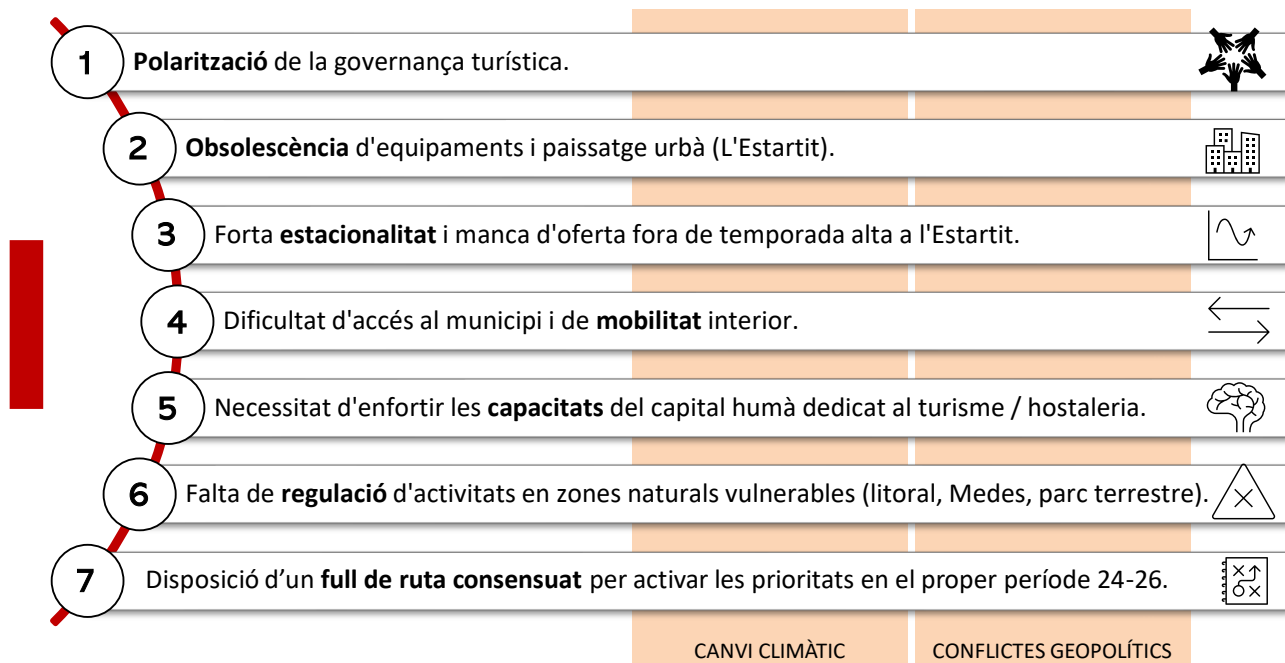 1 Polarització de la governança turística.
2 Obsolescència d'equipaments i paissatge urbà (L'Estartit).
3 Forta estacionalitat i manca d'oferta fora de temporada alta a l'Estartit.
4 Dificultat d'accés al municipi i de mobilitat interior.
5 Necessitat d'enfortir les capacitats del capital humà dedicat al turisme / hostaleria.
6 Falta de regulació d'activitats en zones naturals vulnerables (litoral, Medes, parc terrestre).
7 Disposició d’un full de ruta consensuat per activar les prioritats en el proper període 24-26.
CANVI CLIMÀTIC CONFLICTES GEOPOLÍTICS